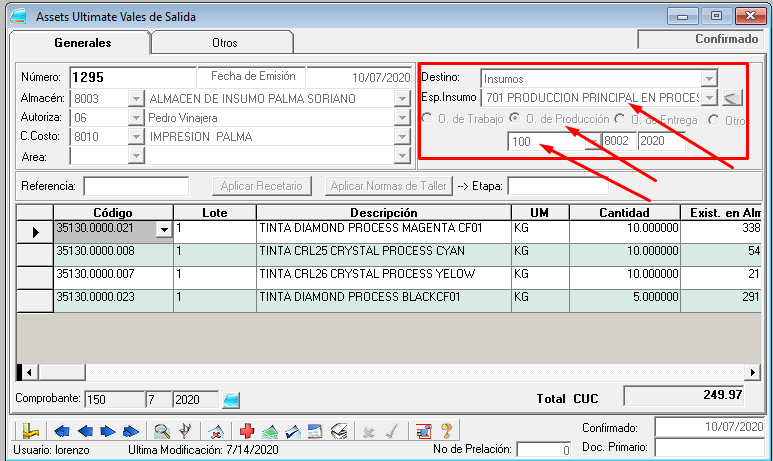 Assets Ultimate Vales de Salida
Generales Otros Confirmado
Número: 1295 Fecha de Emisión 10/07/2020
Almacén: 8003 ALMACEN DE INSUMO PALMA SORIANO
Autoriza: 06 Pedro Vinajera
C.Costo: 8010 IMPRESION PALMA
Area:
Destino: Insumos
Esp.Insumo 701 PRODUCCION PRINCIPAL EN PROCES
O. de Trabajo O. de Producción O. de Entrega Otro
100 8002 2020
Referencia: Aplicar Recetario Aplicar Normas de Taller --> Etapa:
Código Lote Descripción UM Cantidad Exist. en Alm
35130.0000.021 1 TINTA DIAMOND PROCESS MAGENTA CF01 KG 10.000000 338
35130.0000.008 1 TINTA CRL25 CRYSTAL PROCESS CYAN KG 10.000000 54
35130.0000.007 1 TINTA CRL26 CRYSTAL PROCESS YELOW KG 10.000000 21
35130.0000.023 1 TINTA DIAMOND PROCESS BLACKCF01 KG 5.000000 291
Comprobante: 150 7 2020 Total CUC 249.97
Confirmado: 10/07/2020
Usuario: lorenzo Ultima Modificación: 7/14/2020 No de Prelación: 0 Doc. Primario: